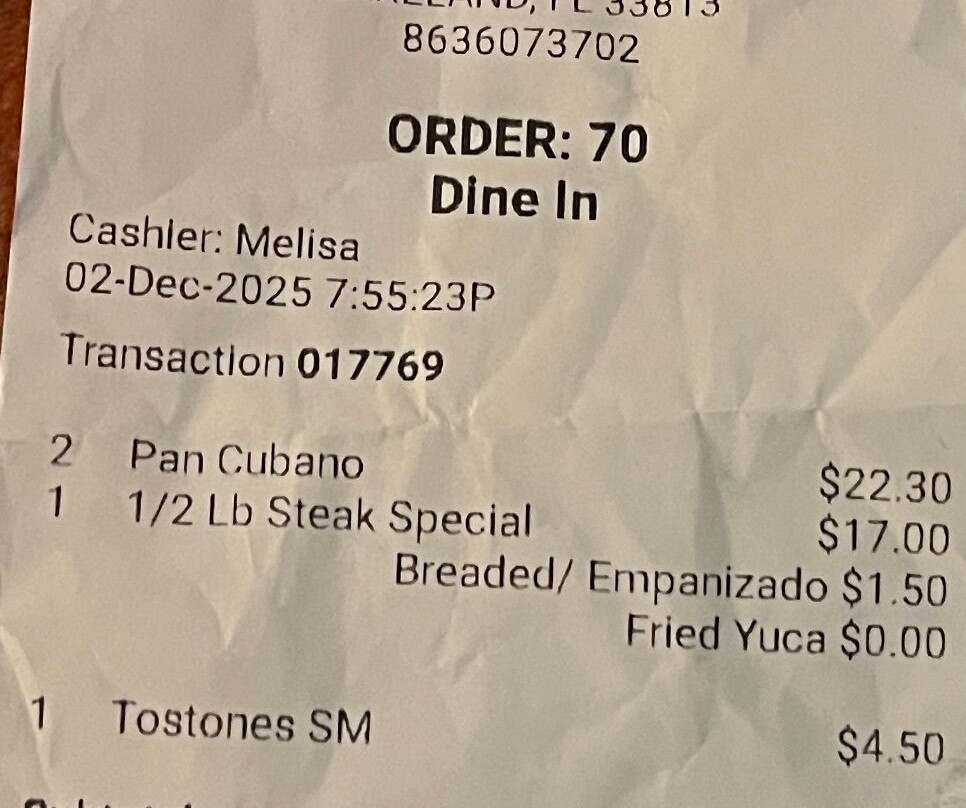 FL 33813
8636073702
ORDER: 70
Dine In
Cashier: Melisa
02-Dec-2025 7:55:23P
Transaction 017769
2 Pan Cubano $22.30
1 1/2 Lb Steak Special $17.00
Breaded/ Empanizado $1.50
Fried Yuca $0.00
1 Tostones SM $4.50